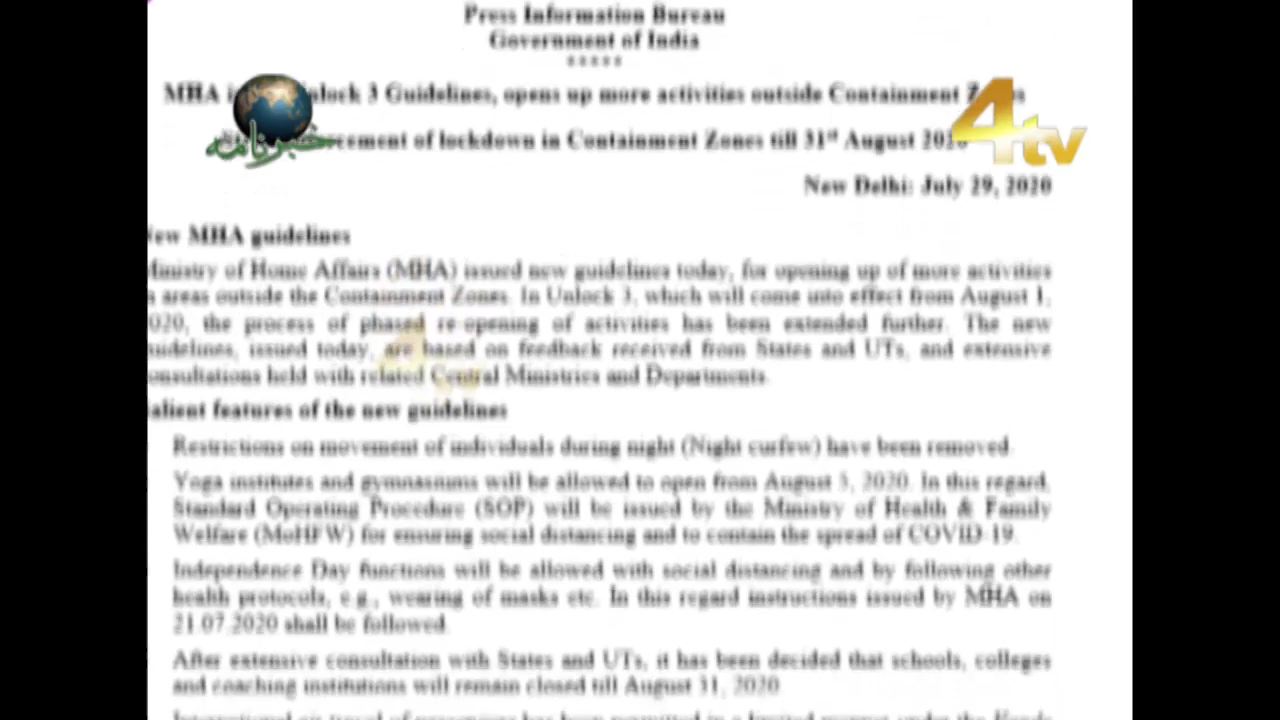 Press Information Bureau
Government of India
*****
MHA nlock 3 Guidelines, opens up more activities outside Containment Zones
cement of lockdown in Containment Zones till 31st August 202
خبرنامہ
4tv
New Delhi: July 29, 2020
ew MHA guidelines
Ministry of Home Affairs (MHA) issued new guidelines today, for opening up of more activities
areas outside the Containment Zones. In Unlock 3, which will come into effect from August 1,
020, the process of phased re-opening of activities has been extended further. The new
uidelines, issued today, are based on feedback received from States and UTs, and extensive
onsultations held with related Central Ministries and Departments.
alient features of the new guidelines
Restrictions on movement of individuals during night (Night curfew) have been removed.
Yoga institutes and gymnasiums will be allowed to open from August 5, 2020. In this regard,
Standard Operating Procedure (SOP) will be issued by the Ministry of Health & Family
Welfare (MoHFW) for ensuring social distancing and to contain the spread of COVID-19.
Independence Day functions will be allowed with social distancing and by following other
health protocols, e.g., wearing of masks etc. In this regard instructions issued by MHA on
21.07.2020 shall be followed.
After extensive consultation with States and UTs, it has been decided that schools, colleges
and coaching institutions will remain closed till August 31, 2020.